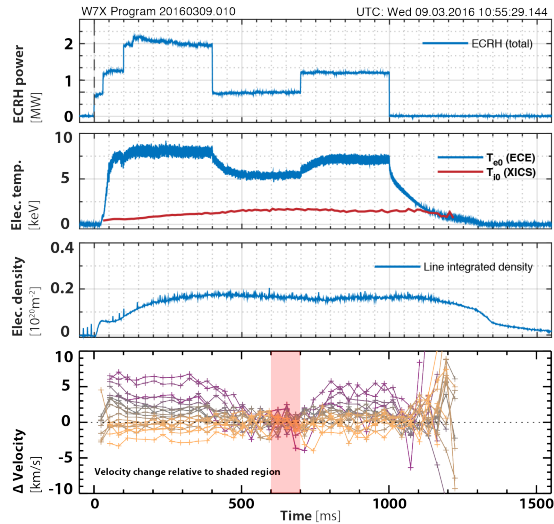 W7X Program 20160309.010 UTC: Wed 09.03.2016 10:55:29.144
ECRH power
[MW]
2
1
0
ECRH (total)
Elec. temp.
[keV]
10
5
0
Te0 (ECE)
Ti0 (XICS)
Elec. density
[10²⁰m⁻²]
0.4
0.2
0
Line integrated density
Δ Velocity
[km/s]
10
5
0
-5
-10
Velocity change relative to shaded region
0 500 1000 1500
Time [ms]